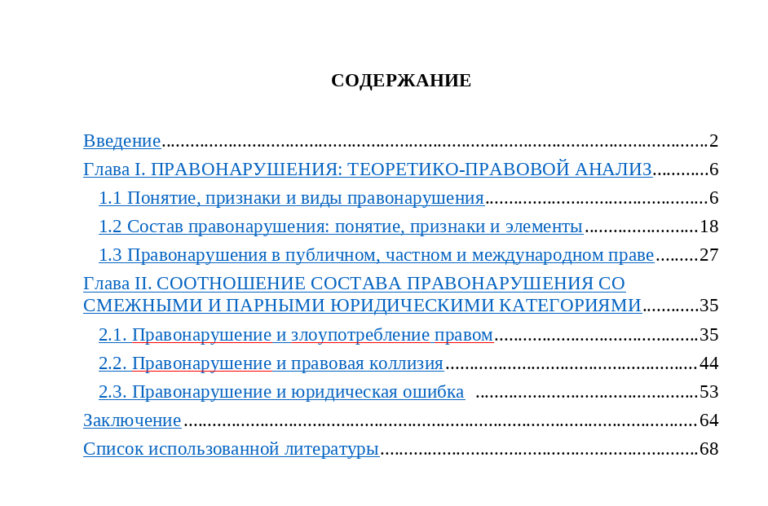 СОДЕРЖАНИЕ
Введение....................................................................................................................2
Глава I. ПРАВОНАРУШЕНИЯ: ТЕОРЕТИКО-ПРАВОВОЙ АНАЛИЗ............6
1.1 Понятие, признаки и виды правонарушения...............................................6
1.2 Состав правонарушения: понятие, признаки и элементы........................18
1.3 Правонарушения в публичном, частном и международном праве.........27
Глава II. СООТНОШЕНИЕ СОСТАВА ПРАВОНАРУШЕНИЯ СО
СМЕЖНЫМИ И ПАРНЫМИ ЮРИДИЧЕСКИМИ КАТЕГОРИЯМИ............35
2.1. Правонарушение и злоупотребление правом...........................................35
2.2. Правонарушение и правовая коллизия.....................................................44
2.3. Правонарушение и юридическая ошибка ...............................................53
Заключение.............................................................................................................64
Список использованной литературы...................................................................68